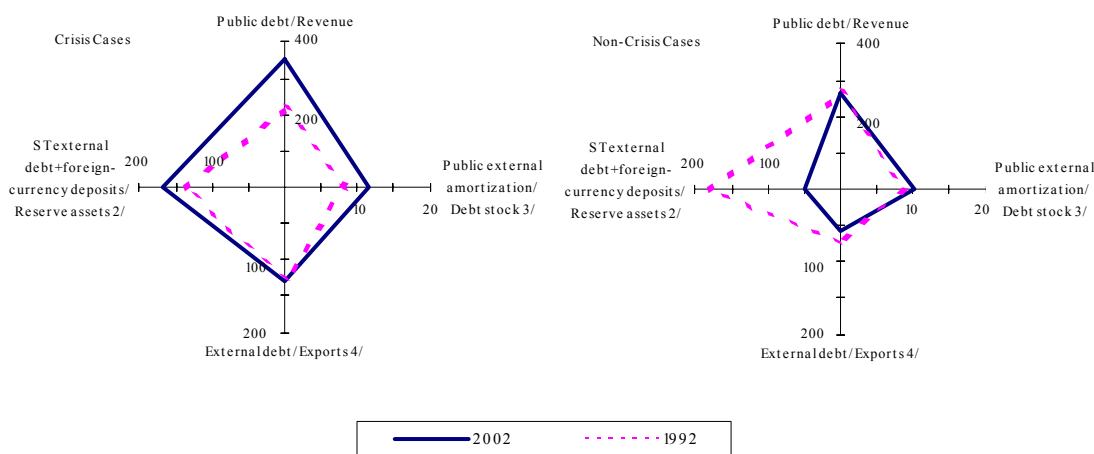 Crisis Cases
Public debt/Revenue
400
200
ST external
debt+foreign-
currency deposits/
Reserve assets 2/
200
100
Public external
amortization/
Debt stock 3/
10
20
100
200
External debt/Exports 4/
Non-Crisis Cases
Public debt/Revenue
400
200
ST external
debt+foreign-
currency deposits/
Reserve assets 2/
200
100
Public external
amortization/
Debt stock 3/
10
20
100
200
External debt/Exports 4/
2002
1992